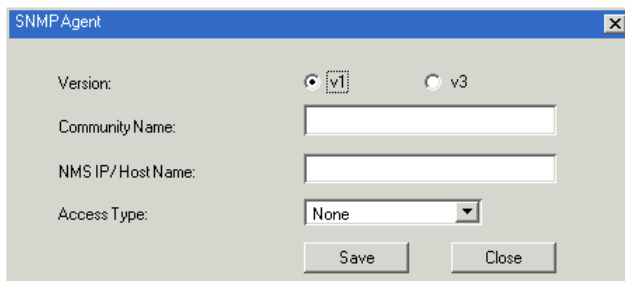 SNMP Agent
Version: v1 v3
Community Name:
NMS IP/ Host Name:
Access Type: None
Save Close